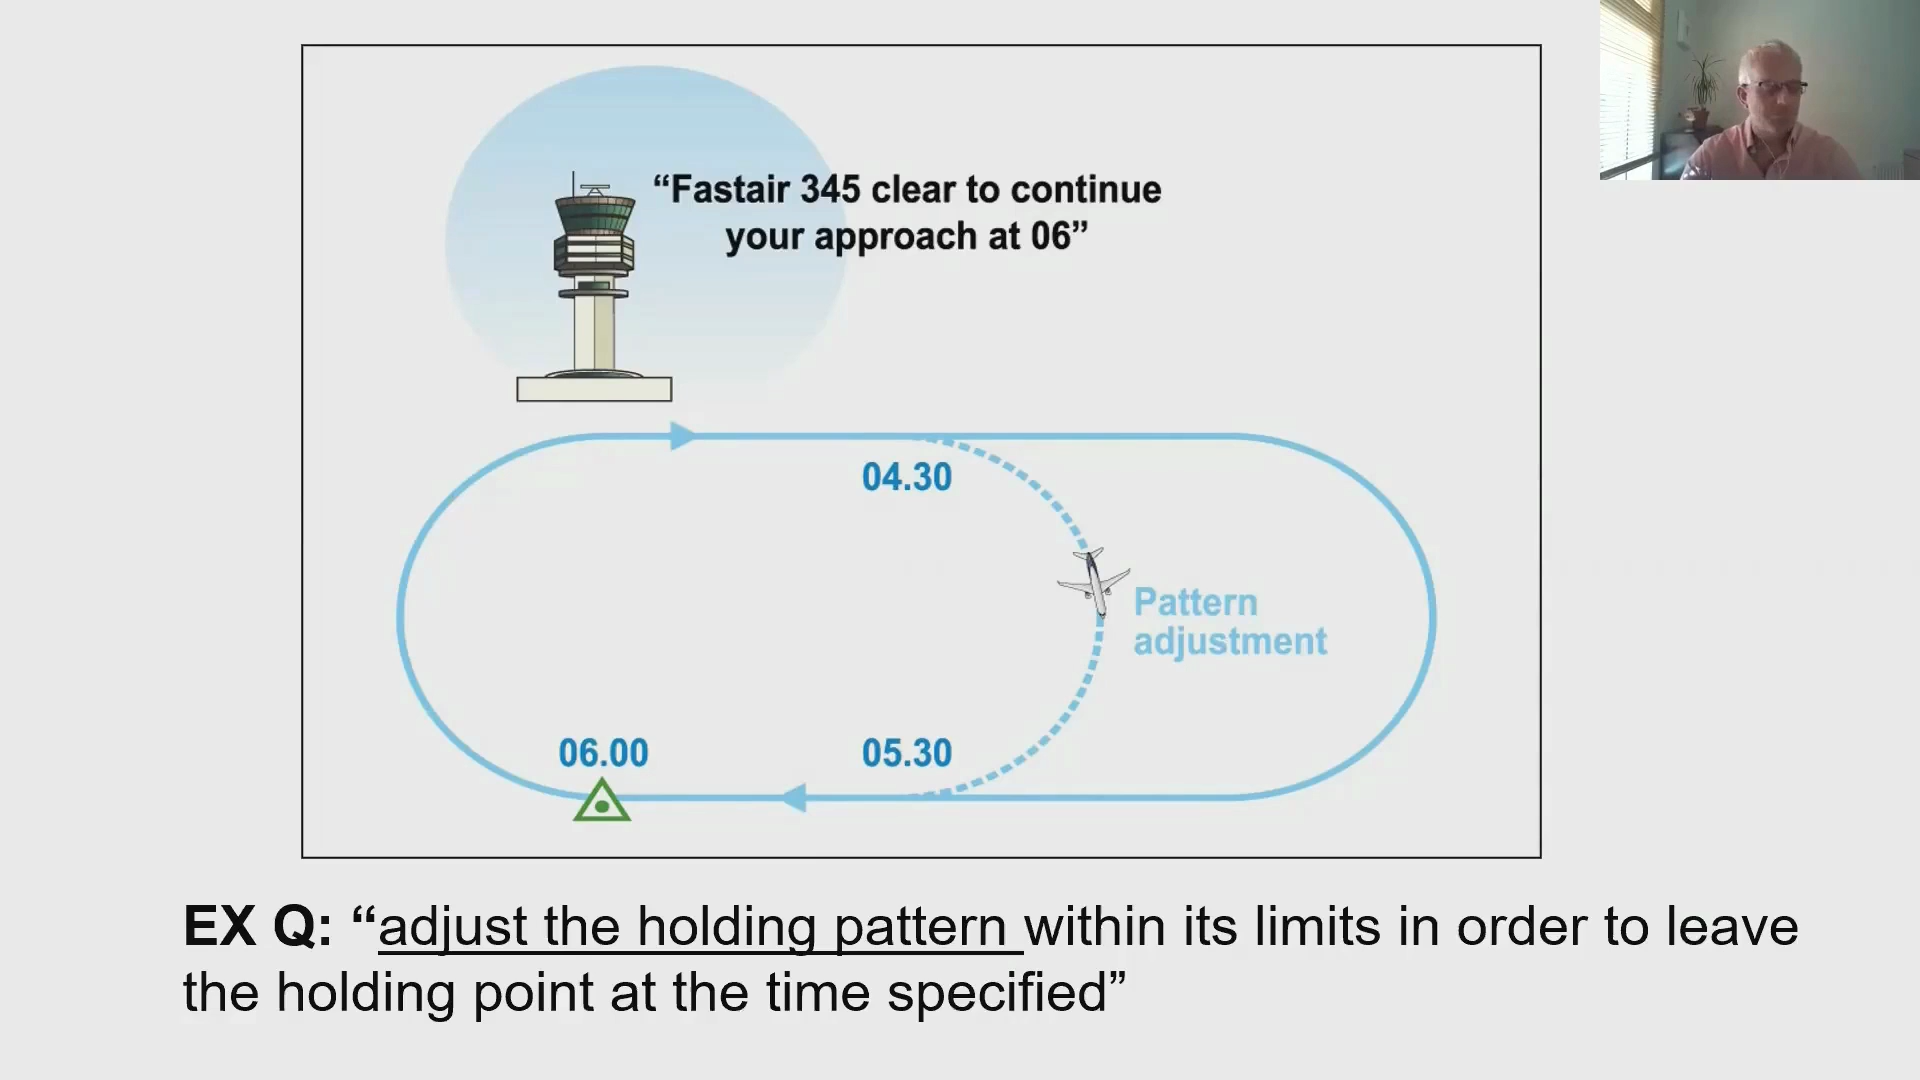 “Fastair 345 clear to continue
your approach at 06”
04.30
Pattern
adjustment
06.00
05.30
EX Q: “adjust the holding pattern within its limits in order to leave
the holding point at the time specified”